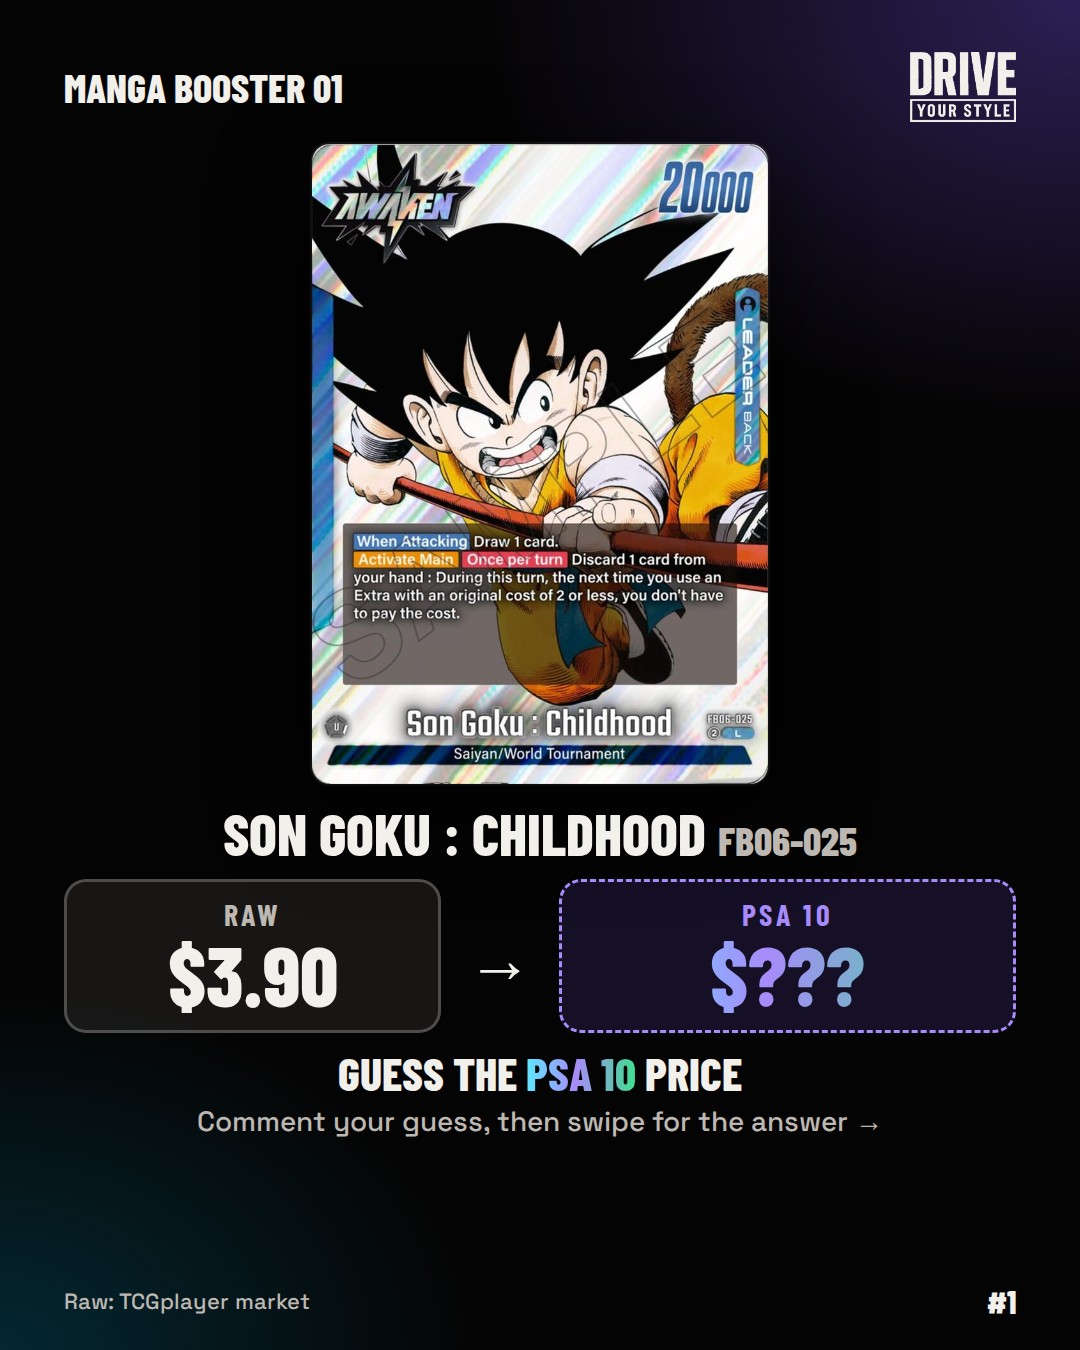 MANGA BOOSTER 01
DRIVE
YOUR STYLE
AWAKEN
20000
LEADER BACK
When Attacking Draw 1 card.
Activate Main Once per turn Discard 1 card from
your hand : During this turn, the next time you use an
Extra with an original cost of 2 or less, you don't have
to pay the cost.
Son Goku : Childhood
FB06-025
2 L
U/
Saiyan/World Tournament
SON GOKU : CHILDHOOD FB06-025
RAW
$3.90
→
PSA 10
$???
GUESS THE PSA 10 PRICE
Comment your guess, then swipe for the answer →
Raw: TCGplayer market
#1